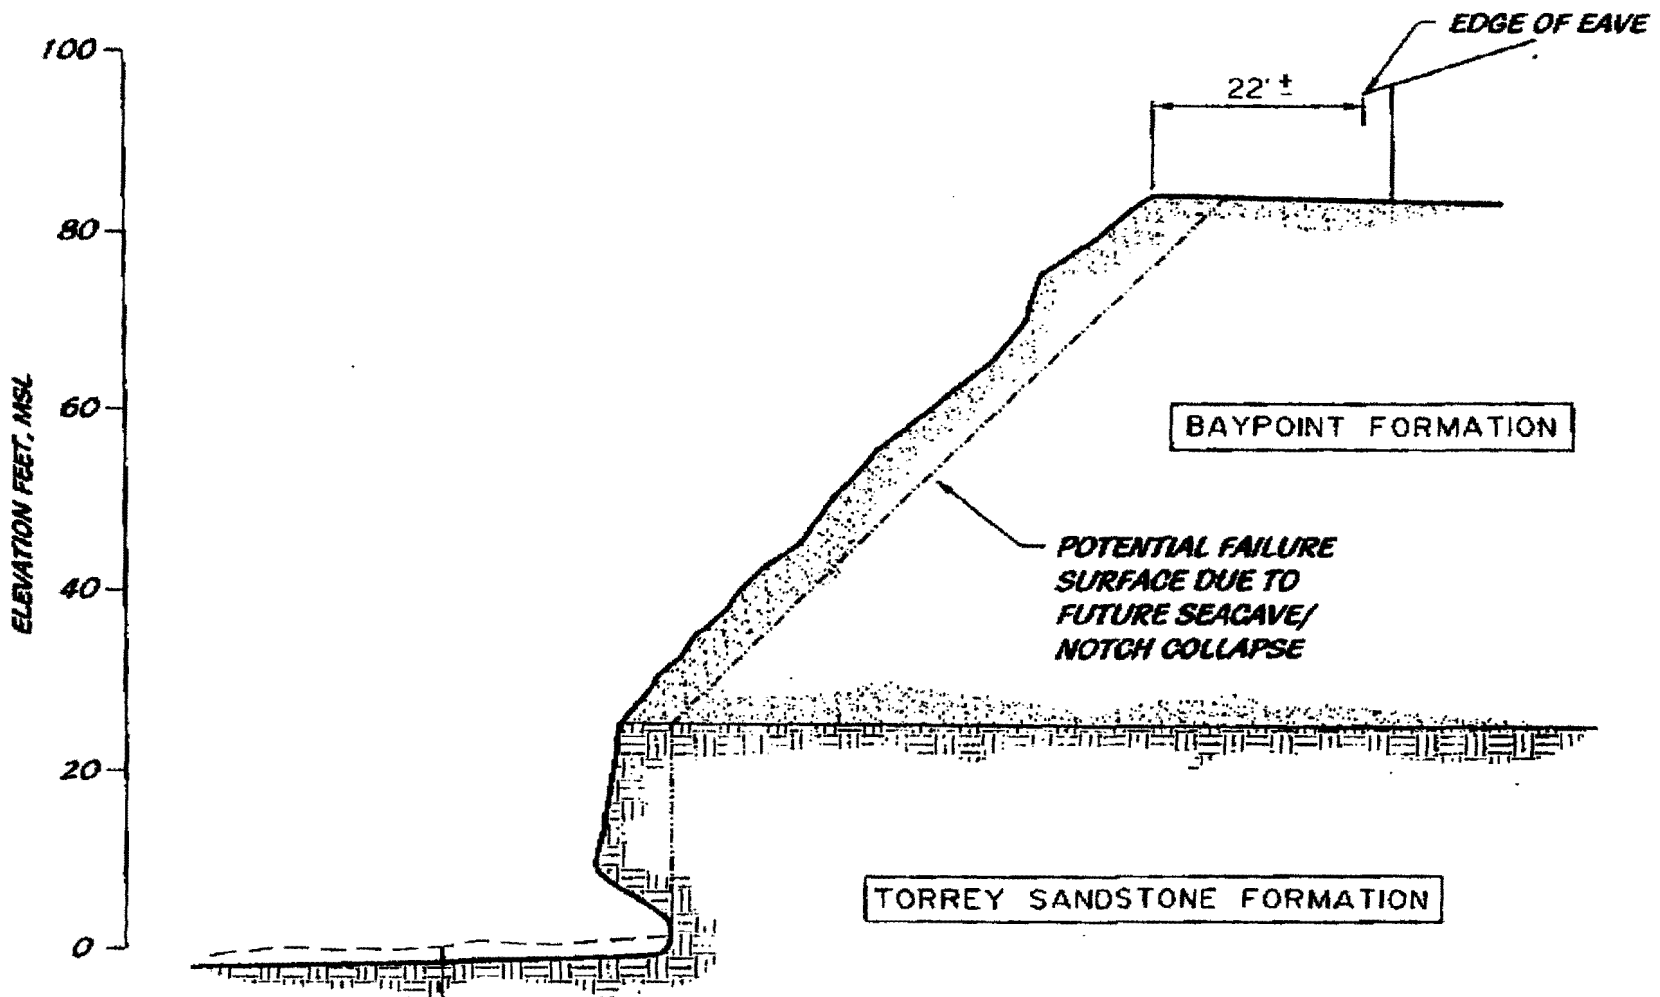 EDGE OF EAVE
100
22' ±
80
ELEVATION FEET, MSL
60
BAYPOINT FORMATION
POTENTIAL FAILURE
SURFACE DUE TO
FUTURE SEACAVE/
NOTCH COLLAPSE
40
20
TORREY SANDSTONE FORMATION
0